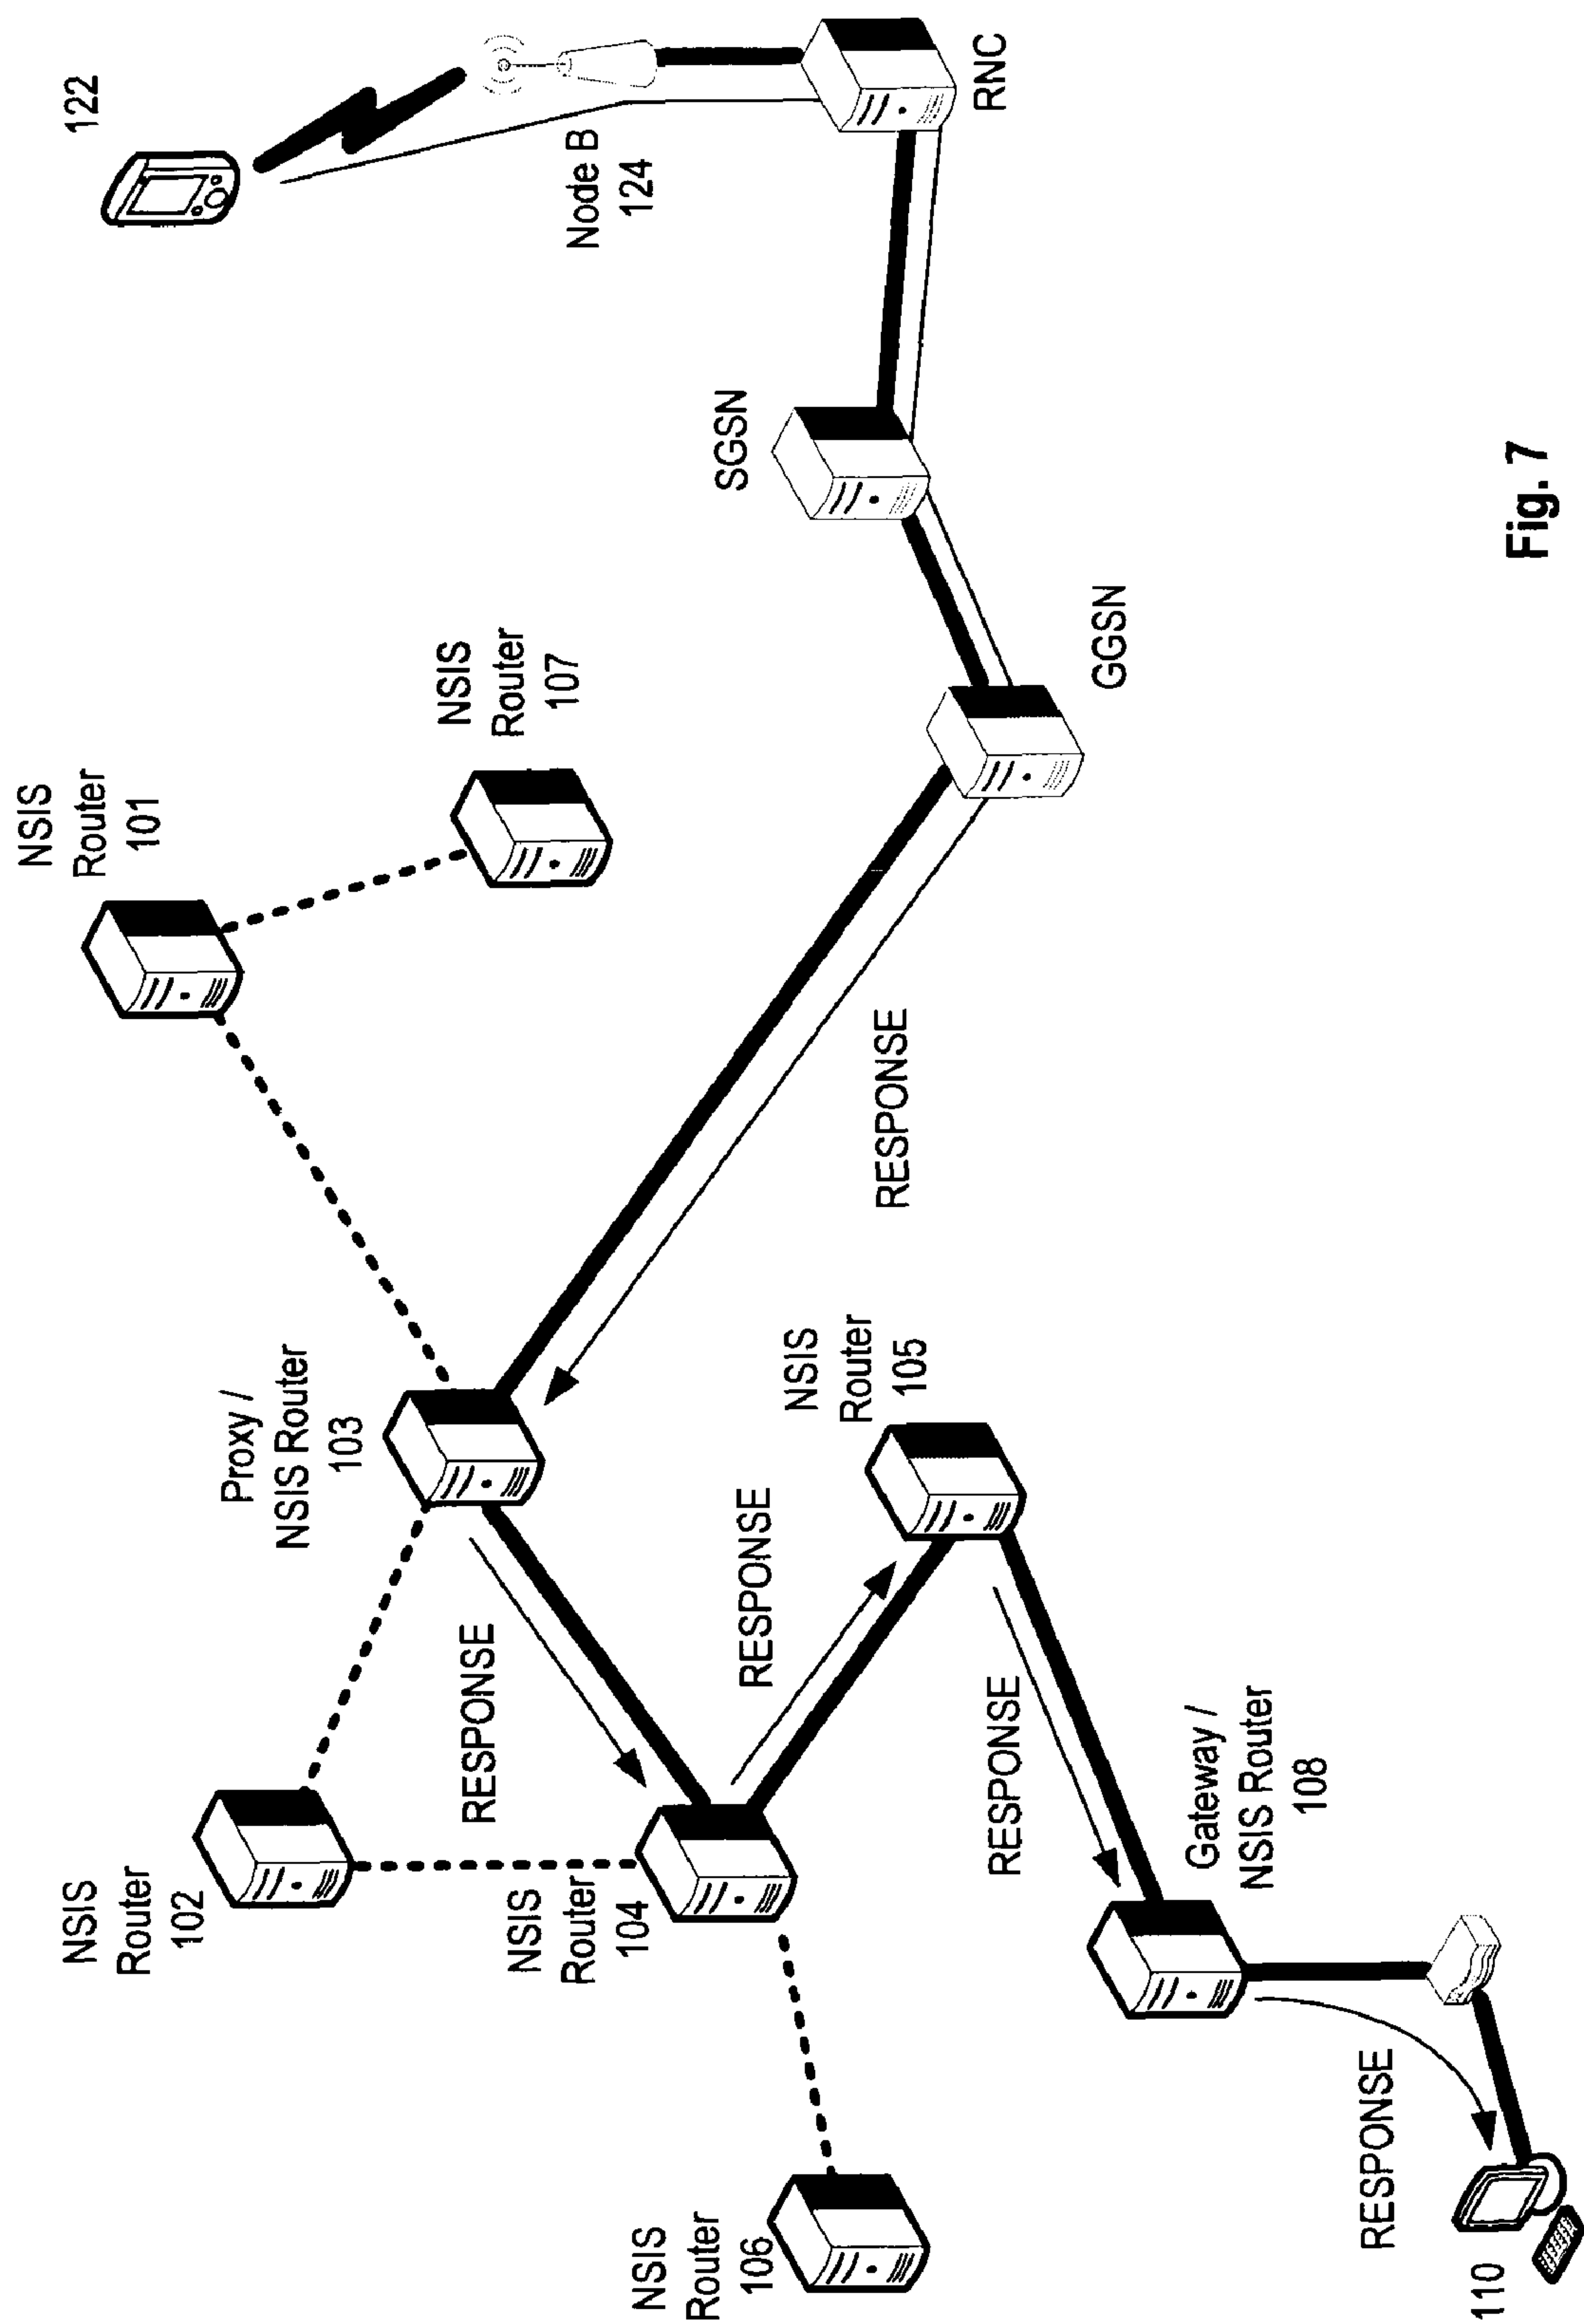 122
Node B
124
RNC
SGSN
GGSN
NSIS
Router
101
NSIS
Router
107
Proxy /
NSIS Router
103
RESPONSE
NSIS
Router
102
RESPONSE
NSIS
Router
104
RESPONSE
NSIS
Router
105
RESPONSE
Gateway /
NSIS Router
108
NSIS
Router
106
RESPONSE
110
Fig. 7